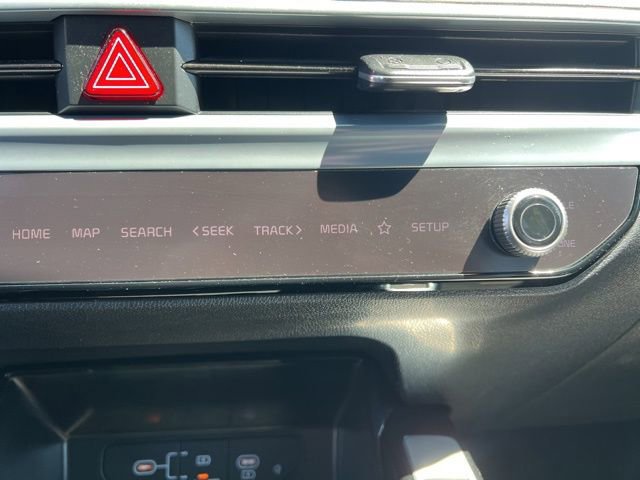 HOME MAP SEARCH <SEEK TRACK> MEDIA ☆ SETUP